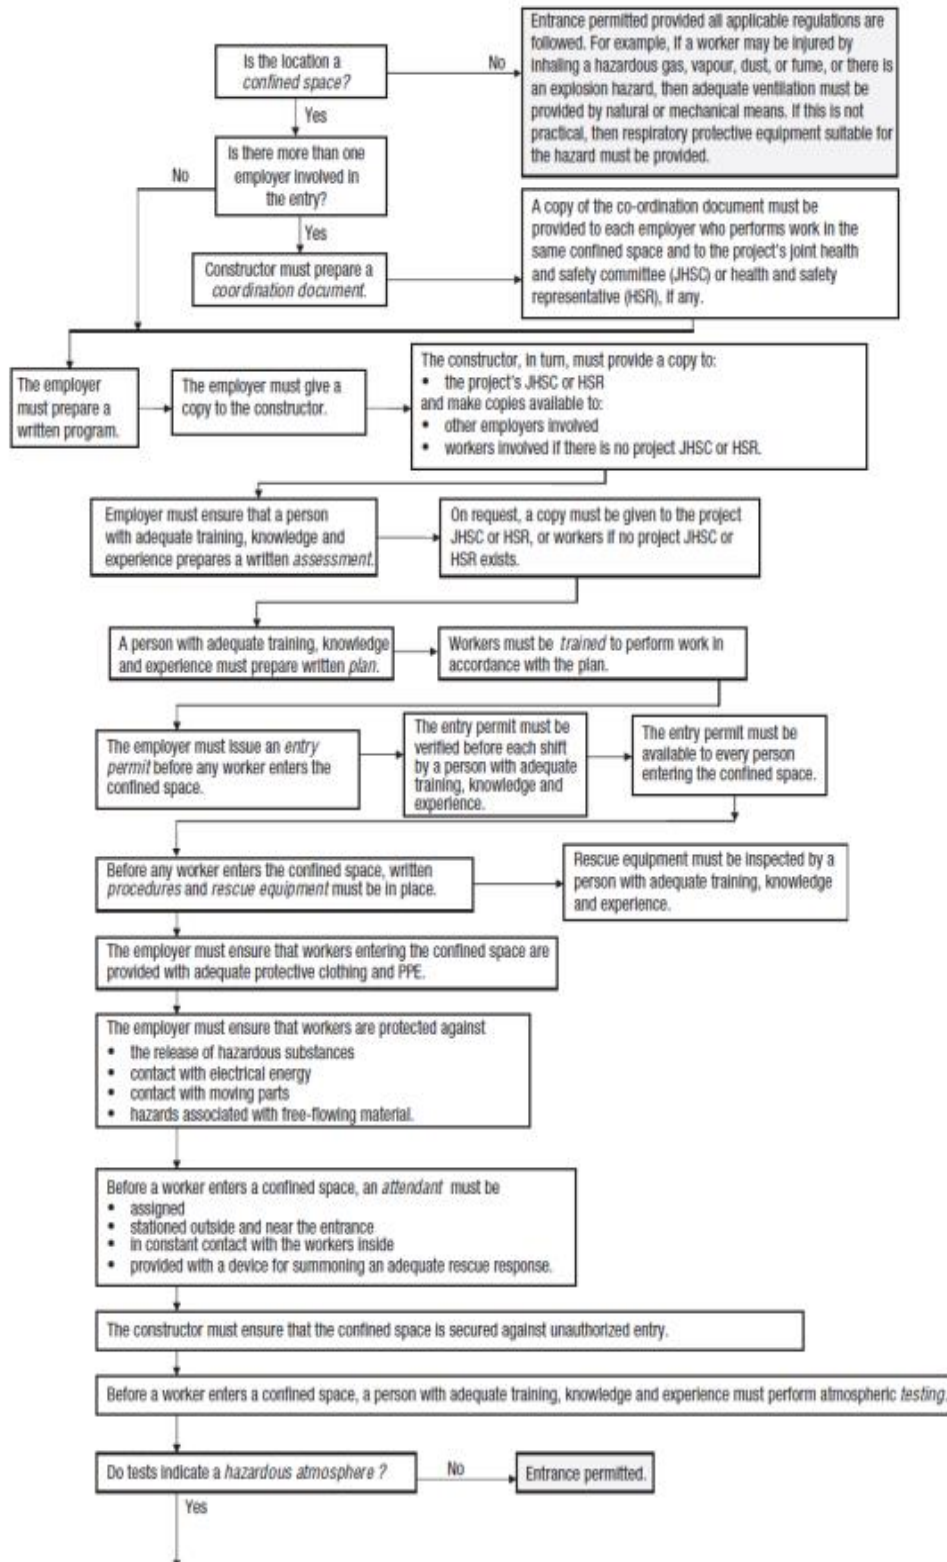 Is the location a
confined space?
No
Entrance permitted provided all applicable regulations are
followed. For example, if a worker may be injured by
inhaling a hazardous gas, vapour, dust, or fume, or there is
an explosion hazard, then adequate ventilation must be
provided by natural or mechanical means. If this is not
practical, then respiratory protective equipment suitable for
the hazard must be provided.
Yes
Is there more than one
employer involved in
the entry?
No
Yes
Constructor must prepare a
coordination document.
A copy of the co-ordination document must be
provided to each employer who performs work in the
same confined space and to the project's joint health
and safety committee (JHSC) or health and safety
representative (HSR), if any.
The employer
must prepare a
written program.
The employer must give a
copy to the constructor.
The constructor, in turn, must provide a copy to:
• the project's JHSC or HSR
and make copies available to:
• other employers involved
• workers involved if there is no project JHSC or HSR.
Employer must ensure that a person
with adequate training, knowledge and
experience prepares a written assessment.
On request, a copy must be given to the project
JHSC or HSR, or workers if no project JHSC or
HSR exists.
A person with adequate training, knowledge
and experience must prepare written plan.
Workers must be trained to perform work in
accordance with the plan.
The employer must issue an entry
permit before any worker enters the
confined space.
The entry permit must be
verified before each shift
by a person with adequate
training, knowledge and
experience.
The entry permit must be
available to every person
entering the confined space.
Before any worker enters the confined space, written
procedures and rescue equipment must be in place.
Rescue equipment must be inspected by a
person with adequate training, knowledge
and experience.
The employer must ensure that workers entering the confined space are
provided with adequate protective clothing and PPE.
The employer must ensure that workers are protected against
• the release of hazardous substances
• contact with electrical energy
• contact with moving parts
• hazards associated with free-flowing material.
Before a worker enters a confined space, an attendant must be
• assigned
• stationed outside and near the entrance
• in constant contact with the workers inside
• provided with a device for summoning an adequate rescue response.
The constructor must ensure that the confined space is secured against unauthorized entry.
Before a worker enters a confined space, a person with adequate training, knowledge and experience must perform atmospheric testing.
Do tests indicate a hazardous atmosphere ?
No
Entrance permitted.
Yes